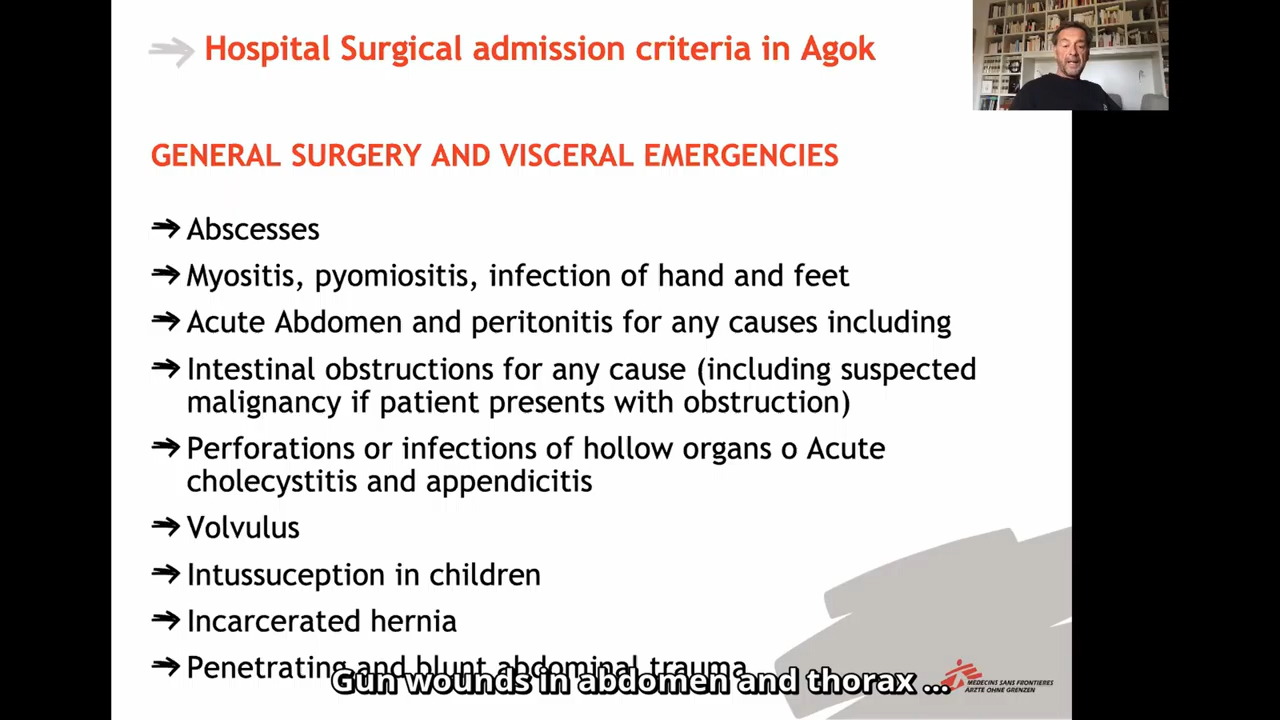 Hospital Surgical admission criteria in Agok
GENERAL SURGERY AND VISCERAL EMERGENCIES
Abscesses
Myositis, pyomiositis, infection of hand and feet
Acute Abdomen and peritonitis for any causes including
Intestinal obstructions for any cause (including suspected
malignancy if patient presents with obstruction)
Perforations or infections of hollow organs o Acute
cholecystitis and appendicitis
Volvulus
Intussuception in children
Incarcerated hernia
Penetrating and blunt abdominal trauma
Gun wounds in abdomen and thorax ...
MEDECINS SANS FRONTIERES
ÄRZTE OHNE GRENZEN